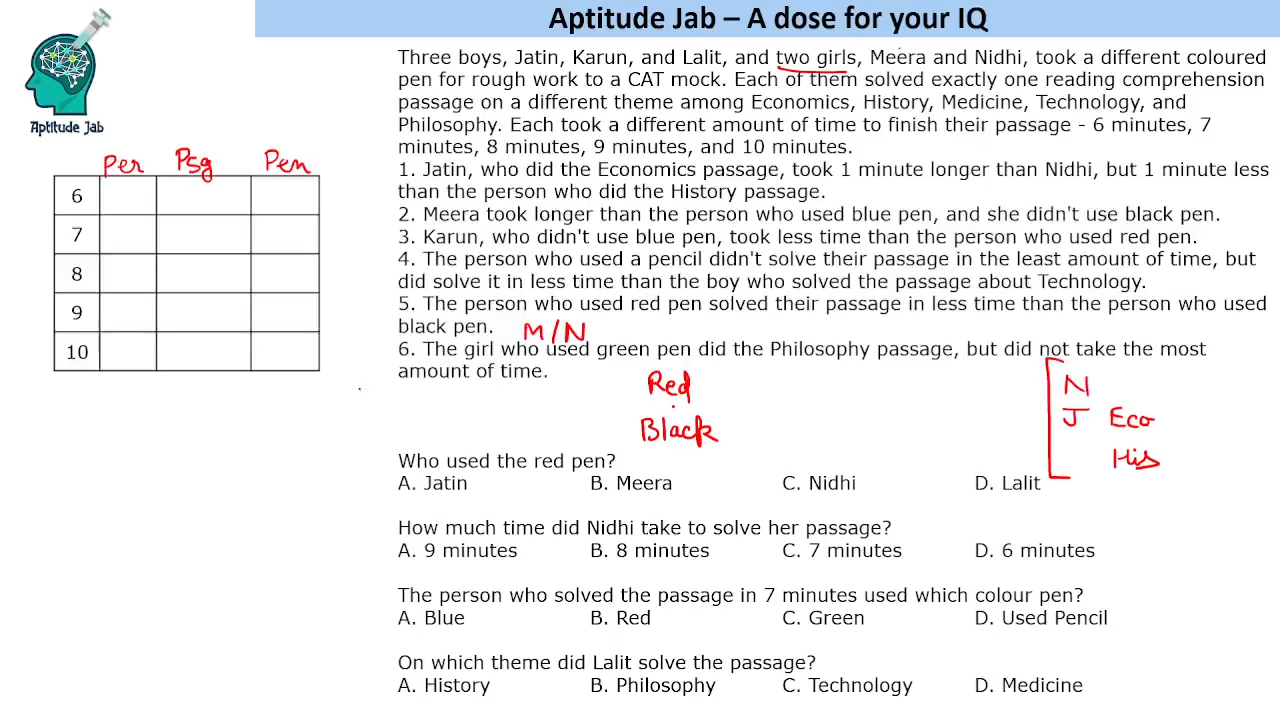 Aptitude Jab – A dose for your IQ
Aptitude Jab
Three boys, Jatin, Karun, and Lalit, and two girls, Meera and Nidhi, took a different coloured
pen for rough work to a CAT mock. Each of them solved exactly one reading comprehension
passage on a different theme among Economics, History, Medicine, Technology, and
Philosophy. Each took a different amount of time to finish their passage - 6 minutes, 7
minutes, 8 minutes, 9 minutes, and 10 minutes.
1. Jatin, who did the Economics passage, took 1 minute longer than Nidhi, but 1 minute less
than the person who did the History passage.
2. Meera took longer than the person who used blue pen, and she didn't use black pen.
3. Karun, who didn't use blue pen, took less time than the person who used red pen.
4. The person who used a pencil didn't solve their passage in the least amount of time, but
did solve it in less time than the boy who solved the passage about Technology.
5. The person who used red pen solved their passage in less time than the person who used
black pen.
M/N
6. The girl who used green pen did the Philosophy passage, but did not take the most
amount of time.
Per Psg Pen
6
7
8
9
10
Red
Black
N
J Eco
His
Who used the red pen?
A. Jatin B. Meera C. Nidhi D. Lalit
How much time did Nidhi take to solve her passage?
A. 9 minutes B. 8 minutes C. 7 minutes D. 6 minutes
The person who solved the passage in 7 minutes used which colour pen?
A. Blue B. Red C. Green D. Used Pencil
On which theme did Lalit solve the passage?
A. History B. Philosophy C. Technology D. Medicine